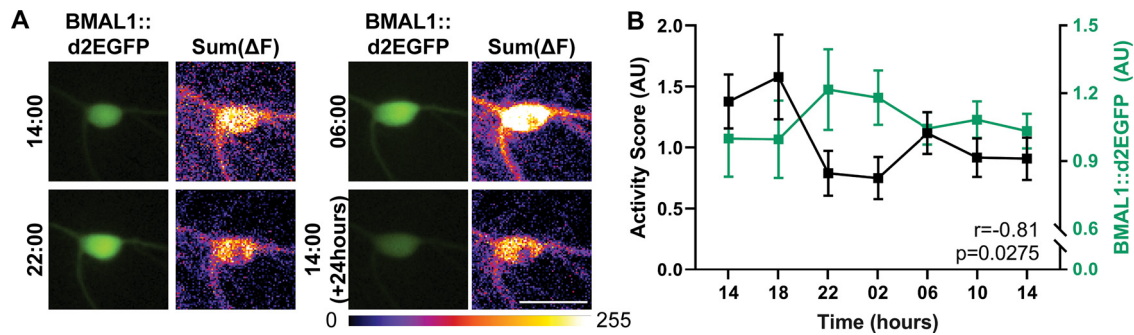 A
BMAL1::
d2EGFP
Sum(ΔF)
BMAL1::
d2EGFP
Sum(ΔF)
14:00
06:00
22:00
14:00
(+24hours)
0
255
B
Activity Score (AU)
2.0
1.5
1.0
0.5
0.0
1.5
1.2
0.9
0.6
0.0
BMAL1::d2EGFP (AU)
r=-0.81
p=0.0275
14 18 22 02 06 10 14
Time (hours)